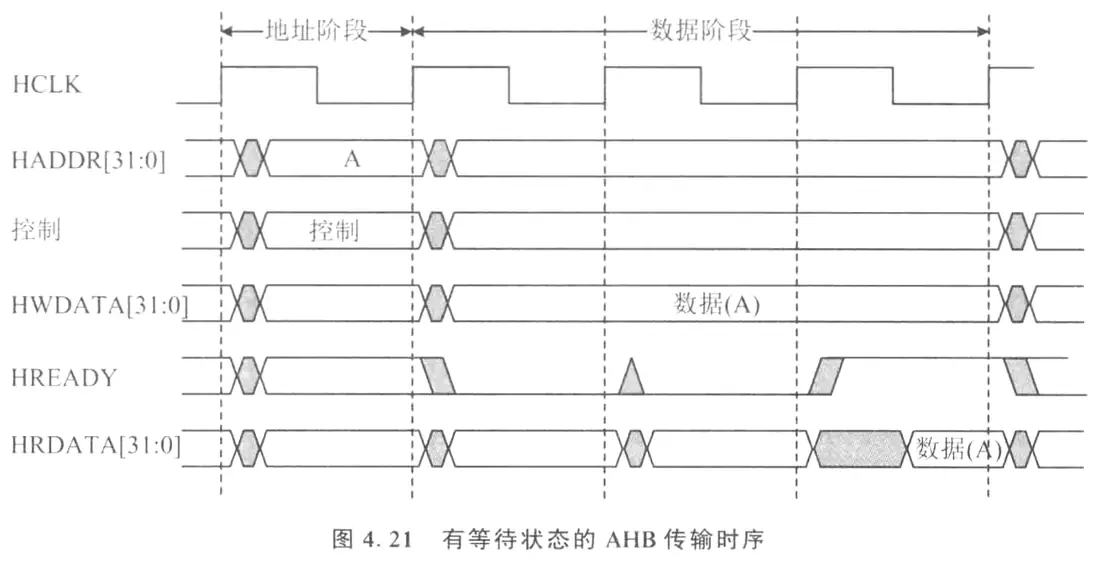 地址阶段 数据阶段
HCLK
HADDR[31:0] A
控制 控制
HWDATA[31:0] 数据(A)
HREADY
HRDATA[31:0] 数据(A)
图 4.21 有等待状态的 AHB 传输时序